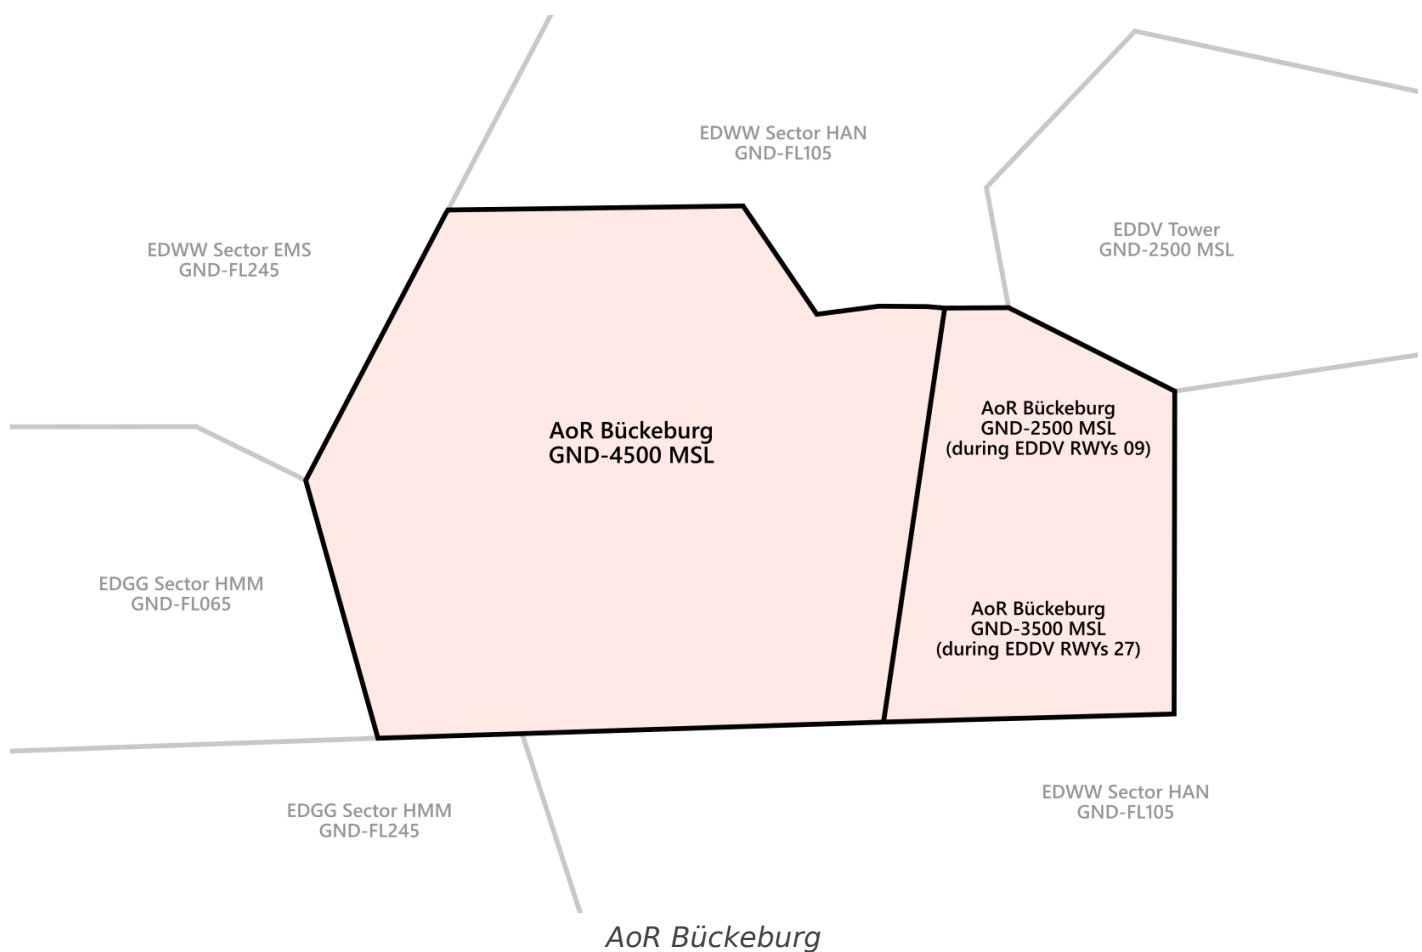 EDWW Sector HAN
GND-FL105
EDDV Tower
GND-2500 MSL
EDWW Sector EMS
GND-FL245
AoR Bückeburg
GND-4500 MSL
AoR Bückeburg
GND-2500 MSL
(during EDDV RWYs 09)
EDGG Sector HMM
GND-FL065
AoR Bückeburg
GND-3500 MSL
(during EDDV RWYs 27)
EDGG Sector HMM
GND-FL245
EDWW Sector HAN
GND-FL105
AoR Bückeburg